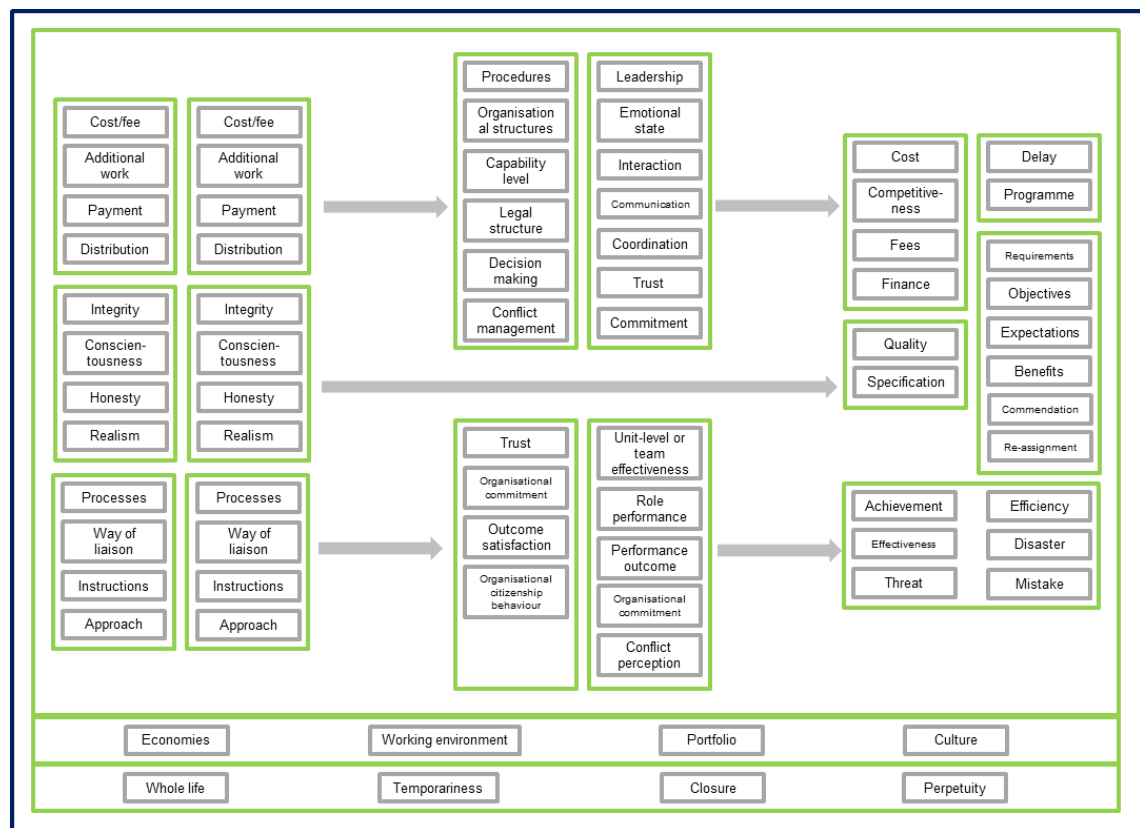 Cost/fee
Additional
work
Payment
Distribution
Cost/fee
Additional
work
Payment
Distribution
Integrity
Conscien-
tousness
Honesty
Realism
Integrity
Conscien-
tousness
Honesty
Realism
Processes
Way of
liaison
Instructions
Approach
Processes
Way of
liaison
Instructions
Approach
Procedures
Organisation
al structures
Capability
level
Legal
structure
Decision
making
Conflict
management
Leadership
Emotional
state
Interaction
Communication
Coordination
Trust
Commitment
Trust
Organisational
commitment
Outcome
satisfaction
Organisational
citizenship
behaviour
Unit-level or
team
effectiveness
Role
performance
Performance
outcome
Organisational
commitment
Conflict
perception
Cost
Competitive-
ness
Fees
Finance
Delay
Programme
Quality
Specification
Requirements
Objectives
Expectations
Benefits
Commendation
Re-assignment
Achievement
Efficiency
Effectiveness
Disaster
Threat
Mistake
Economies
Working environment
Portfolio
Culture
Whole life
Temporariness
Closure
Perpetuity